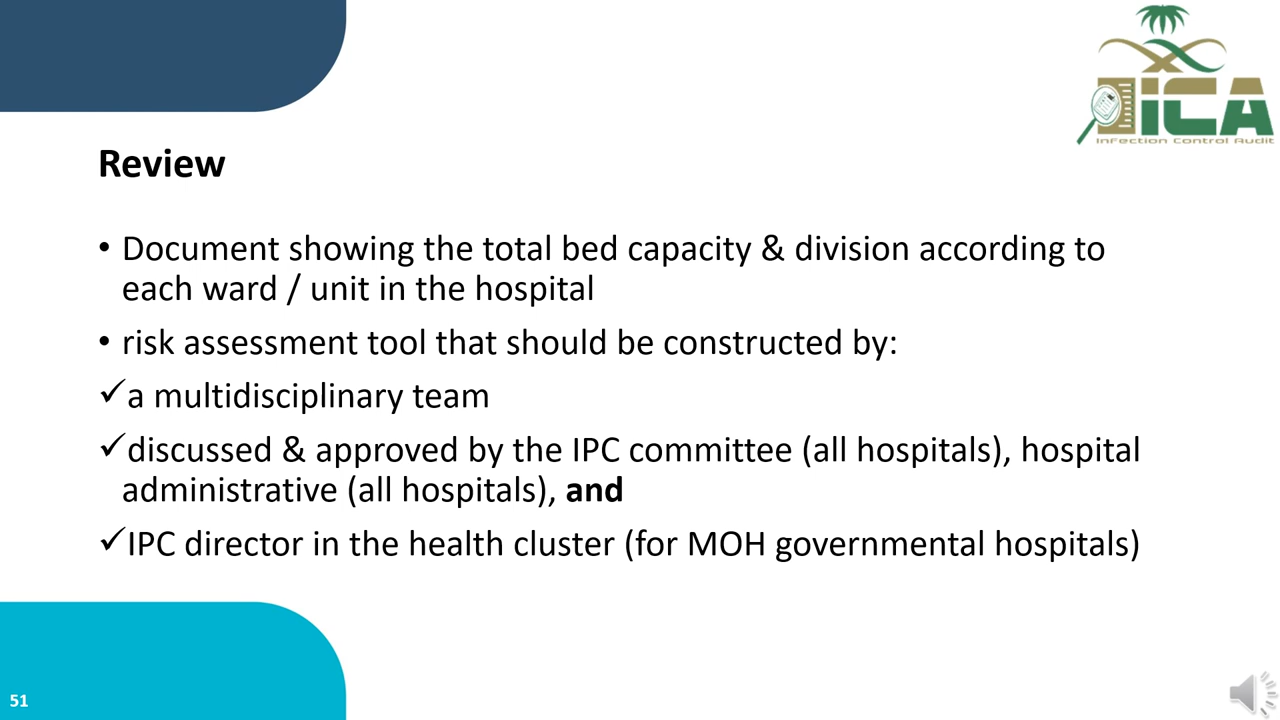 iCA
Infection Control Audit
Review
• Document showing the total bed capacity & division according to
each ward / unit in the hospital
• risk assessment tool that should be constructed by:
✓a multidisciplinary team
✓discussed & approved by the IPC committee (all hospitals), hospital
administrative (all hospitals), and
✓IPC director in the health cluster (for MOH governmental hospitals)
51